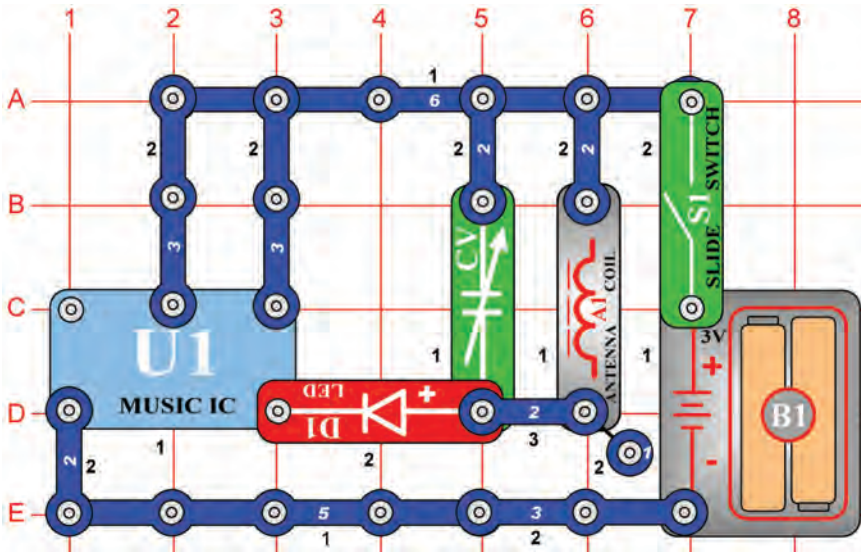 1 2 3 4 5 6 7 8
1
A 6
2 2 2 2 2 2 2
B
S1
SLIDE SWITCH
3 3
CV
C
U1
MUSIC IC
A1
ANTENNA COIL
1 1 1
3V
+
B1
-
D
D1
LED
+
2
3
1 2 2 1
2 2
E 5 3
1 2